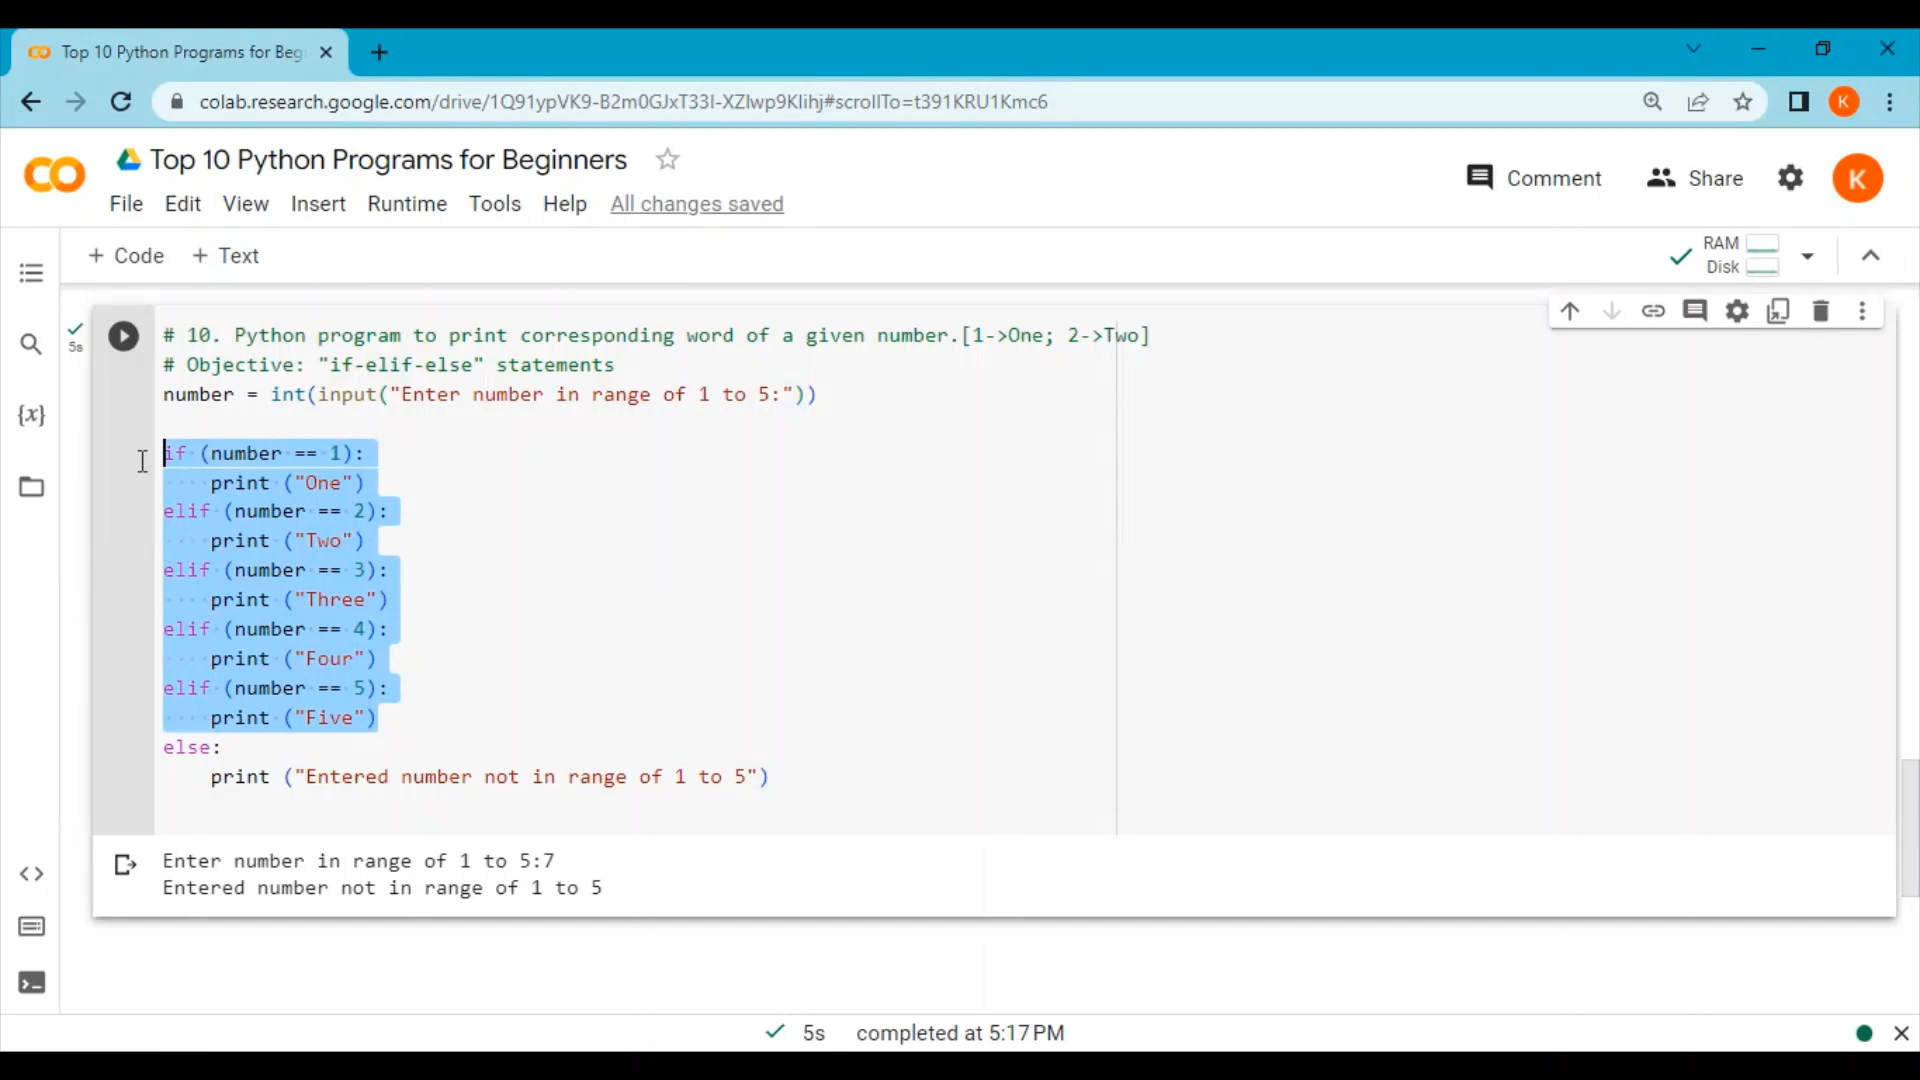 Top 10 Python Programs for Beg
colab.research.google.com/drive/1Q91ypVK9-B2m0GJxT33I-XZlwp9Klihj#scrollTo=t391KRU1Kmc6
K
CO
Top 10 Python Programs for Beginners
Comment
Share
K
File Edit View Insert Runtime Tools Help All changes saved
+ Code + Text
RAM
Disk
5s
# 10. Python program to print corresponding word of a given number.[1->One; 2->Two]
# Objective: "if-elif-else" statements
number = int(input("Enter number in range of 1 to 5:"))
if (number == 1):
print ("One")
elif (number == 2):
print ("Two")
elif (number == 3):
print ("Three")
elif (number == 4):
print ("Four")
elif (number == 5):
print ("Five")
else:
print ("Entered number not in range of 1 to 5")
{x}
Enter number in range of 1 to 5:7
Entered number not in range of 1 to 5
5s completed at 5:17 PM